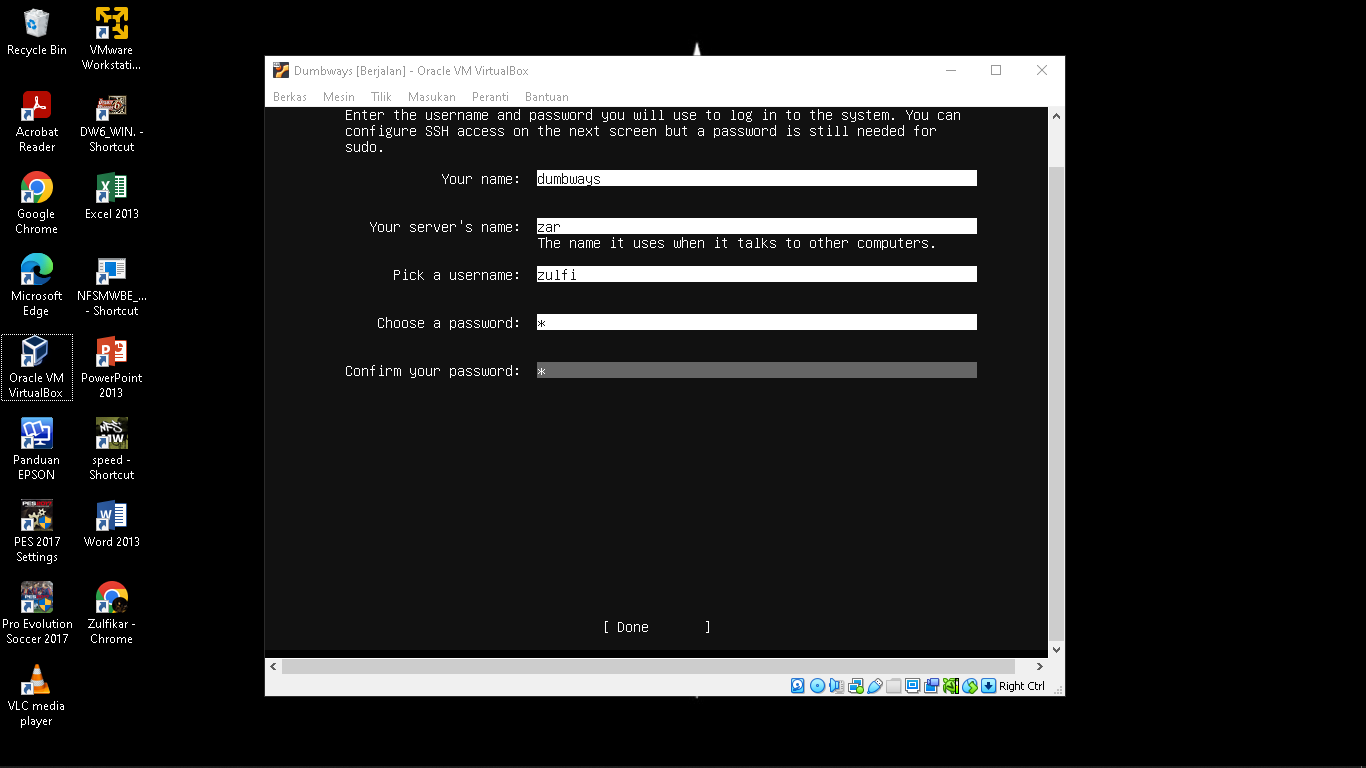 Recycle Bin
VMware Workstati...
Acrobat Reader
DW6_WIN. - Shortcut
Google Chrome
Excel 2013
Microsoft Edge
NFSMWBE_... - Shortcut
Oracle VM VirtualBox
PowerPoint 2013
Panduan EPSON
speed - Shortcut
PES 2017 Settings
Word 2013
Pro Evolution Soccer 2017
Zulfikar - Chrome
VLC media player
Dumbways [Berjalan] - Oracle VM VirtualBox
Berkas Mesin Tilik Masukan Peranti Bantuan
Enter the username and password you will use to log in to the system. You can
configure SSH access on the next screen but a password is still needed for
sudo.
Your name: dumbways
Your server's name: zar
The name it uses when it talks to other computers.
Pick a username: zulfi
Choose a password: *
Confirm your password: *
[ Done ]
Right Ctrl